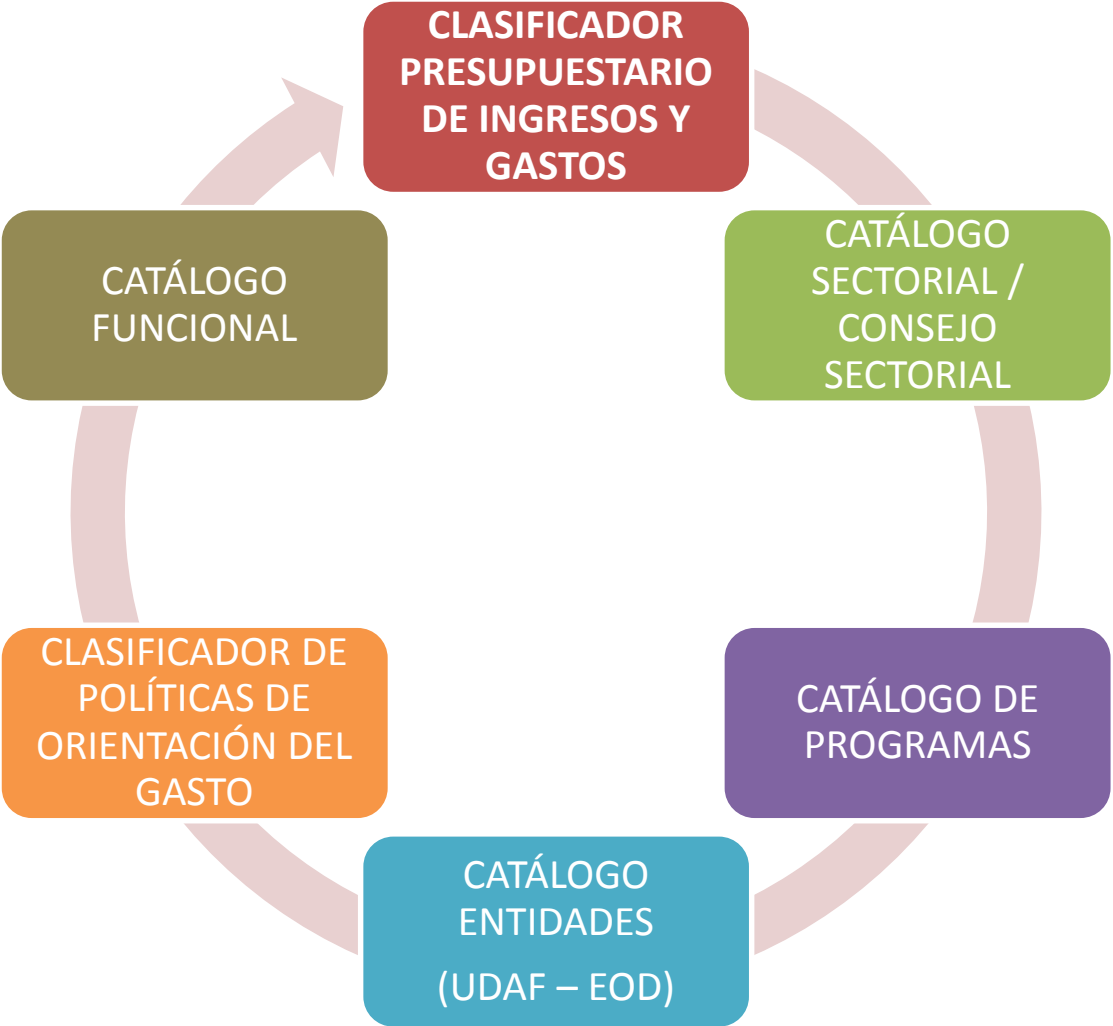 CLASIFICADOR
PRESUPUESTARIO
DE INGRESOS Y
GASTOS
CATÁLOGO
SECTORIAL /
CONSEJO
SECTORIAL
CATÁLOGO DE
PROGRAMAS
CATÁLOGO
ENTIDADES
(UDAF – EOD)
CLASIFICADOR DE
POLÍTICAS DE
ORIENTACIÓN DEL
GASTO
CATÁLOGO
FUNCIONAL